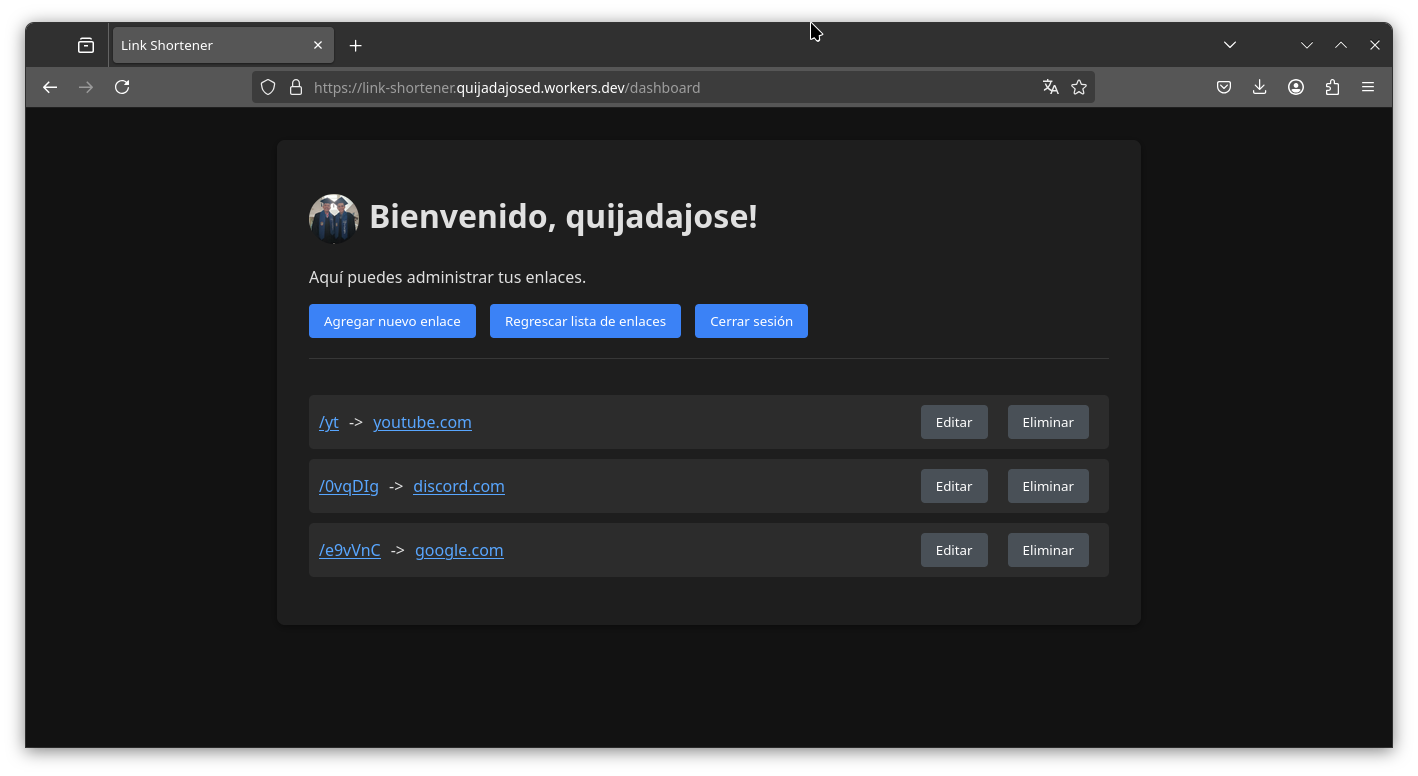 Link Shortener
https://link-shortener.quijadajosed.workers.dev/dashboard
Bienvenido, quijadajose!
Aquí puedes administrar tus enlaces.
Agregar nuevo enlace Regrescar lista de enlaces Cerrar sesión
/yt -> youtube.com Editar Eliminar
/0vqDIg -> discord.com Editar Eliminar
/e9vVnC -> google.com Editar Eliminar